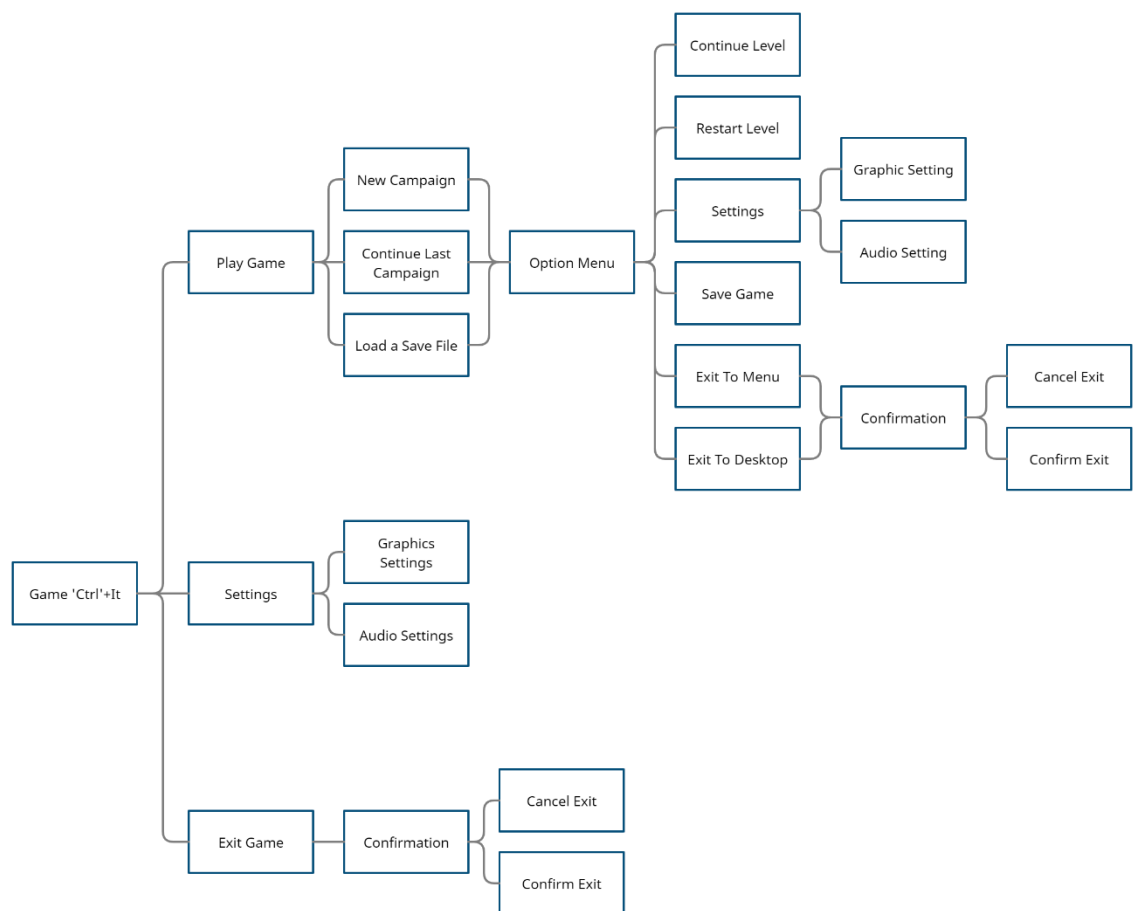 Continue Level
Restart Level
Graphic Setting
New Campaign
Settings
Play Game
Continue Last
Campaign
Option Menu
Audio Setting
Save Game
Load a Save File
Exit To Menu
Cancel Exit
Confirmation
Exit To Desktop
Confirm Exit
Graphics
Settings
Game 'Ctrl'+It
Settings
Audio Settings
Cancel Exit
Exit Game
Confirmation
Confirm Exit